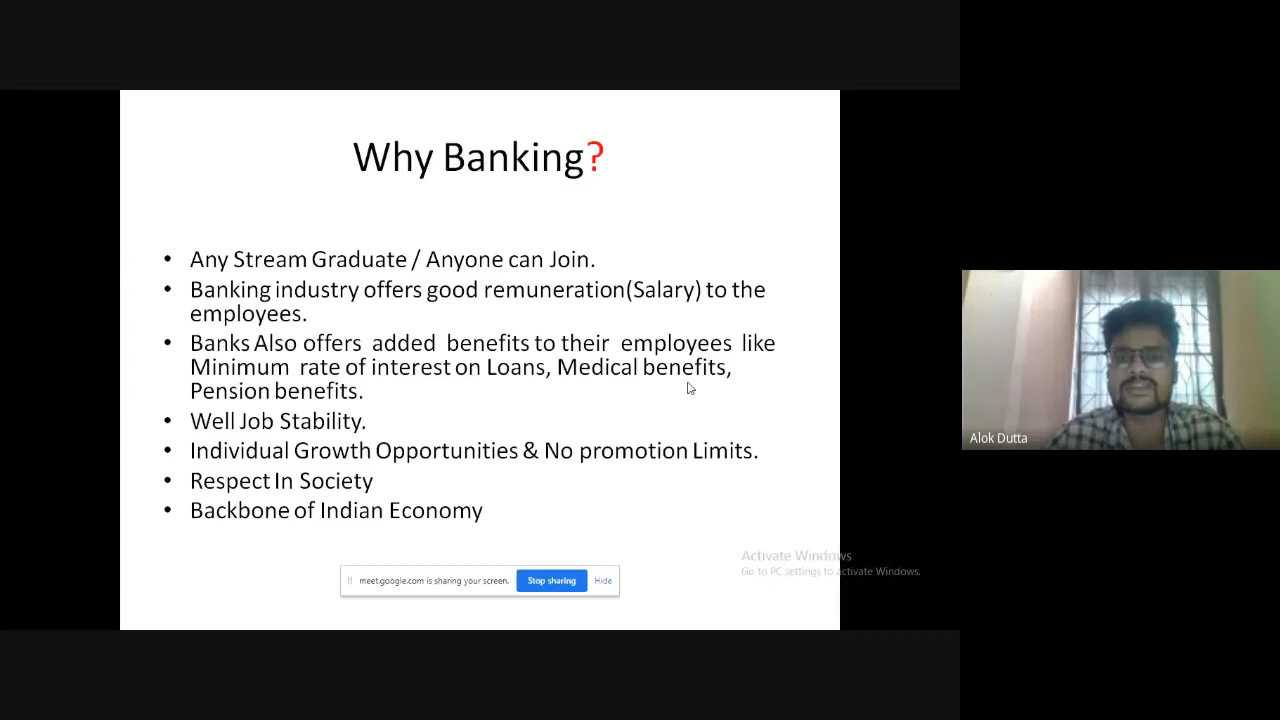 Why Banking?
• Any Stream Graduate / Anyone can Join.
• Banking industry offers good remuneration(Salary) to the
employees.
• Banks Also offers added benefits to their employees like
Minimum rate of interest on Loans, Medical benefits,
Pension benefits.
• Well Job Stability.
• Individual Growth Opportunities & No promotion Limits.
• Respect In Society
• Backbone of Indian Economy
Alok Dutta
Activate Windows
Go to PC settings to activate Windows.
meet.google.com is sharing your screen. Stop sharing Hide